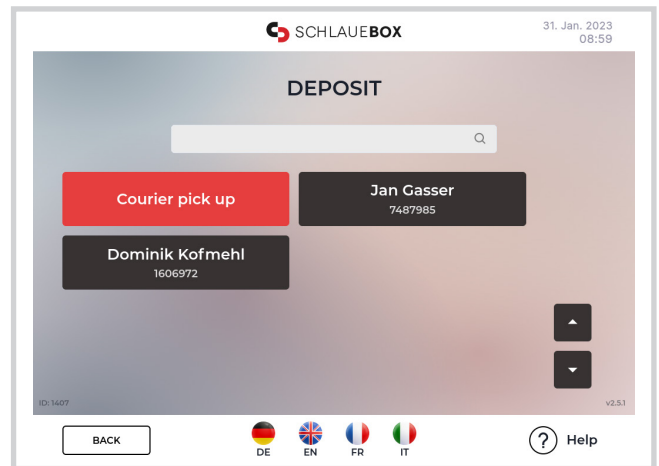 SCHLAUEBOX
31. Jan. 2023
08:59
DEPOSIT
Courier pick up
Jan Gasser
7487985
Dominik Kofmehl
1606972
ID: 1407
v2.5.1
BACK
DE
EN
FR
IT
? Help